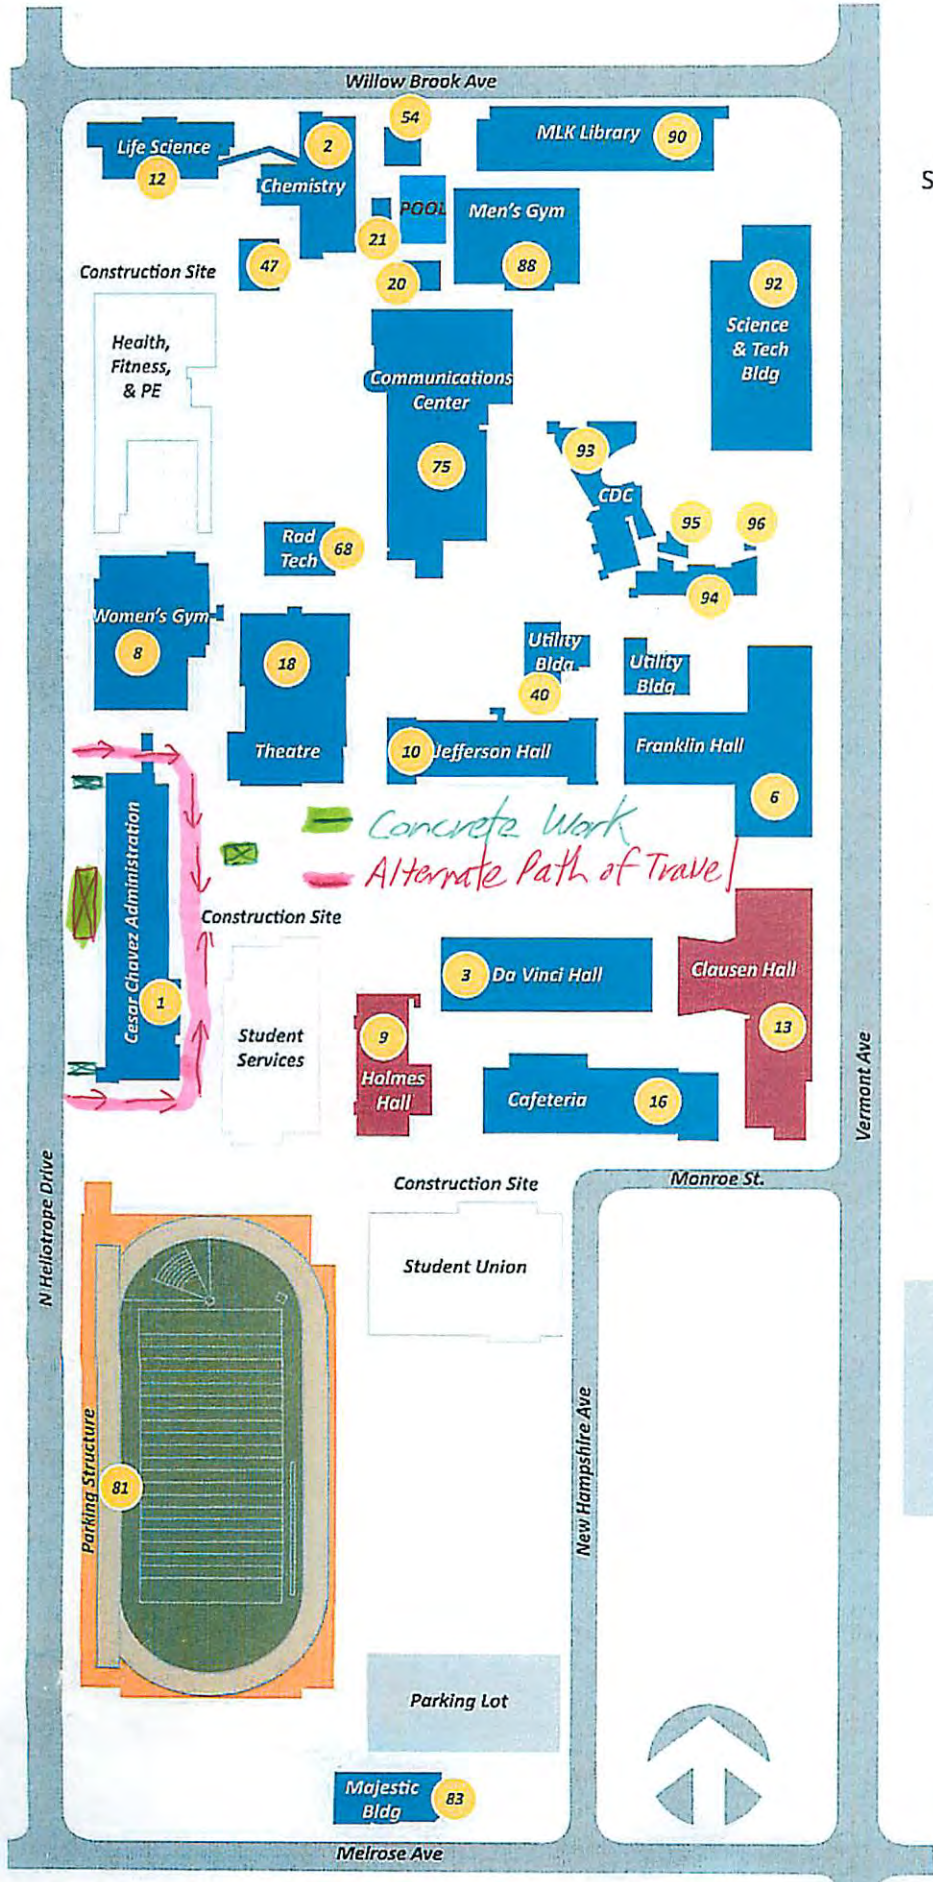 Willow Brook Ave
54
MLK Library
90
Life Science
12
2
Chemistry
S
POOL
Men's Gym
21
88
47
20
92
Construction Site
Science
& Tech
Bldg
Health,
Fitness,
& PE
Communications
Center
75
93
CDC
95
96
94
Rad
Tech
68
Women's Gym
8
18
Utility
Bldg
40
Utility
Bldg
Theatre
10
Jefferson Hall
Franklin Hall
6
Concrete Work
Alternate Path of Travel
Cesar Chavez Administration
1
Construction Site
3
Da Vinci Hall
Clausen Hall
13
Student
Services
9
Holmes
Hall
Cafeteria
16
Vermont Ave
N Heliotrope Drive
Construction Site
Monroe St.
Student Union
Parking Structure
81
New Hampshire Ave
Parking Lot
Majestic
Bldg
83
Melrose Ave